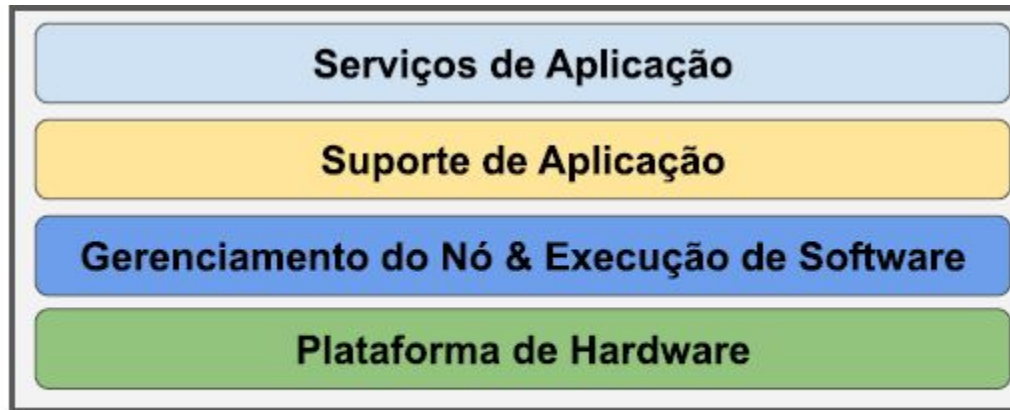 Serviços de Aplicação
Suporte de Aplicação
Gerenciamento do Nó & Execução de Software
Plataforma de Hardware